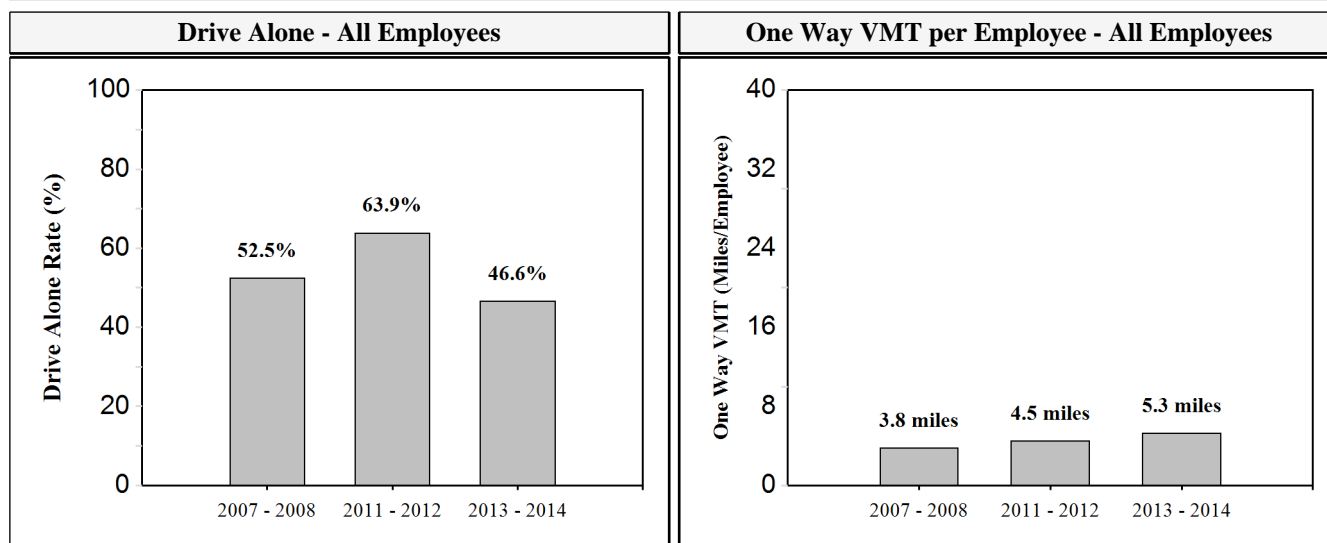 Drive Alone - All Employees
100
80
60
40
20
0
Drive Alone Rate (%)
52.5%
63.9%
46.6%
2007 - 2008
2011 - 2012
2013 - 2014
One Way VMT per Employee - All Employees
40
32
24
16
8
0
One Way VMT (Miles/Employee)
3.8 miles
4.5 miles
5.3 miles
2007 - 2008
2011 - 2012
2013 - 2014